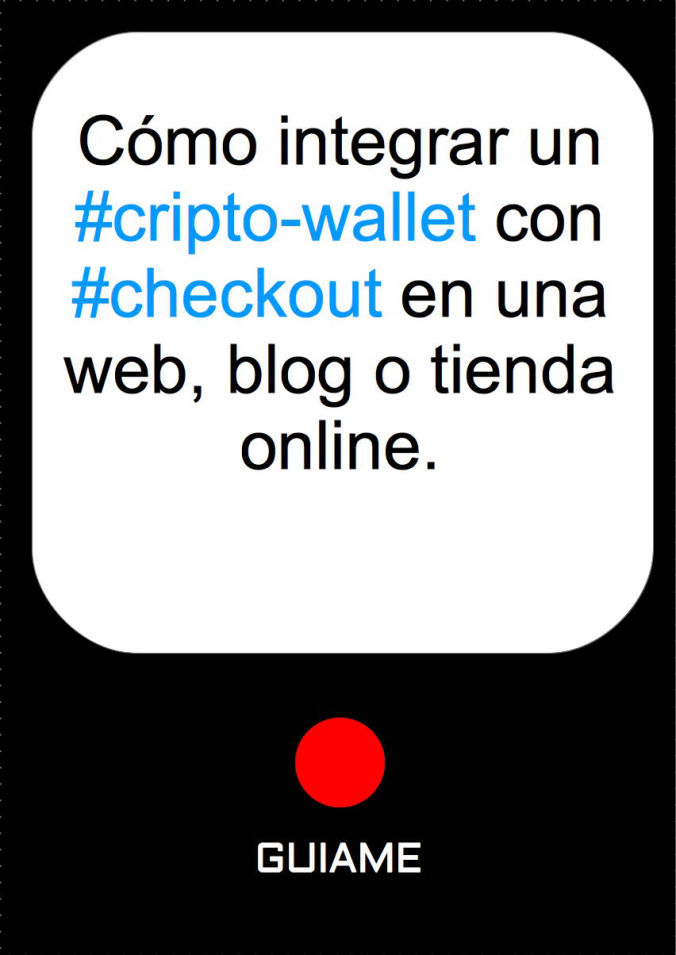 Cómo integrar un
#cripto-wallet con
#checkout en una
web, blog o tienda
online.
GUIAME